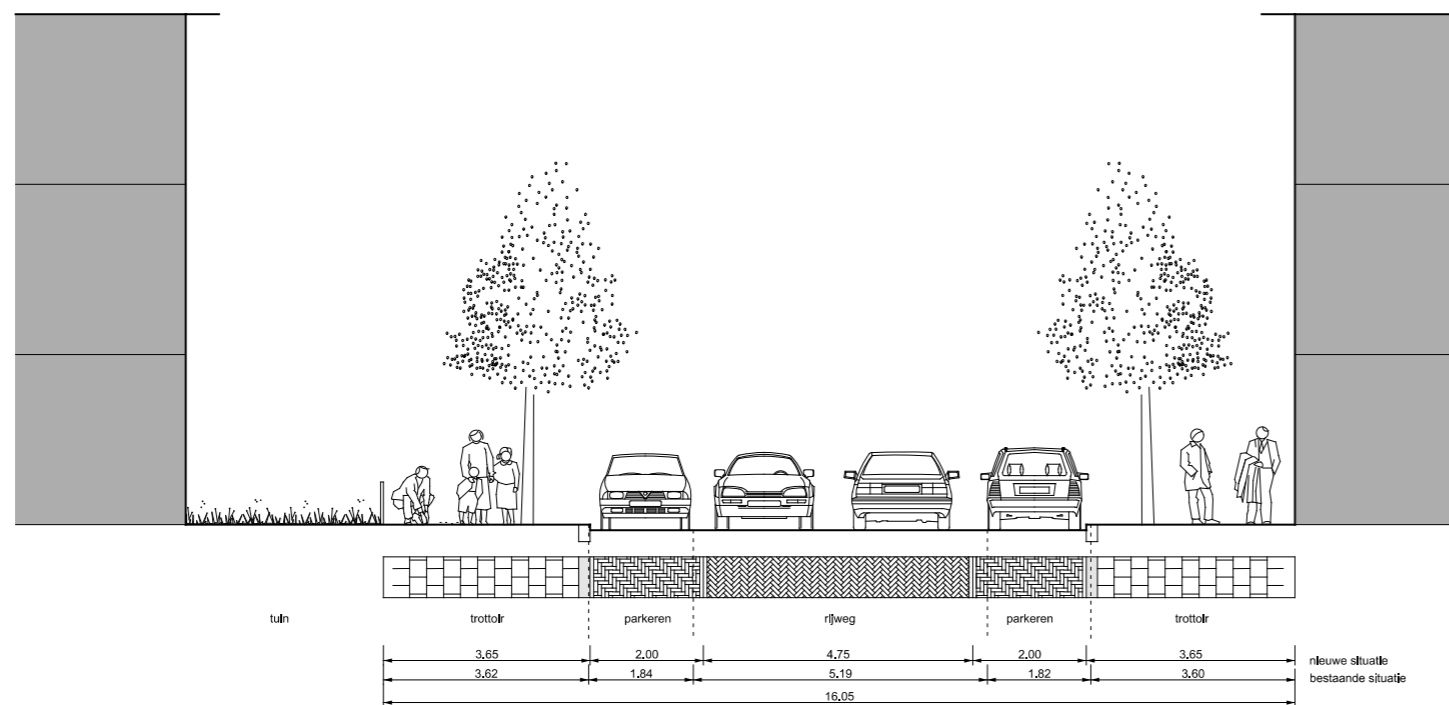 tuin trottoir parkeren rijweg parkeren trottoir
3.65 2.00 4.75 2.00 3.65 nieuwe situatie
3.62 1.84 5.19 1.82 3.60 bestaande situatie
16.05